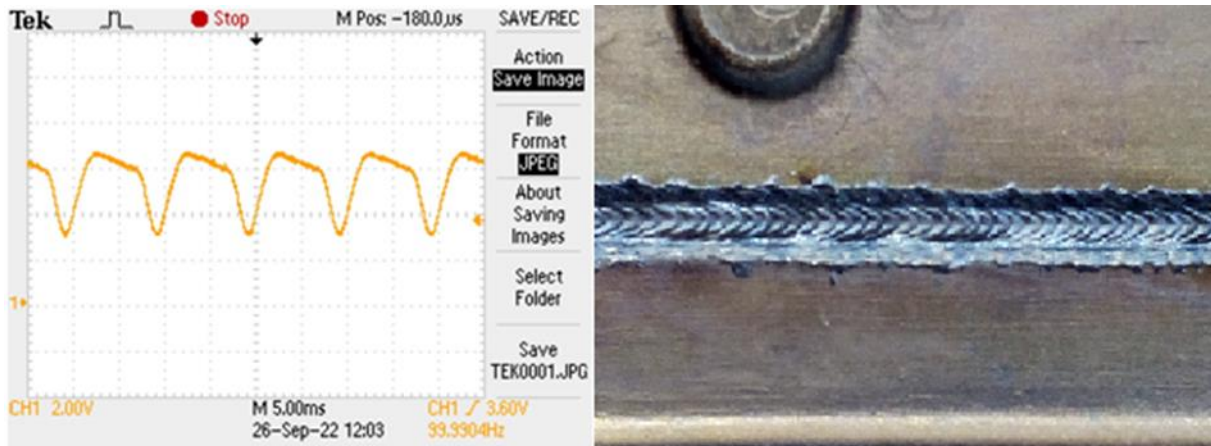 Tek Stop M Pos: -180.0µs SAVE/REC
Action
Save Image
File
Format
JPEG
About
Saving
Images
Select
Folder
1
Save
TEK0001.JPG
CH1 2.00V M 5.00ms CH1 / 3.60V
26-Sep-22 12:03 99.9904Hz